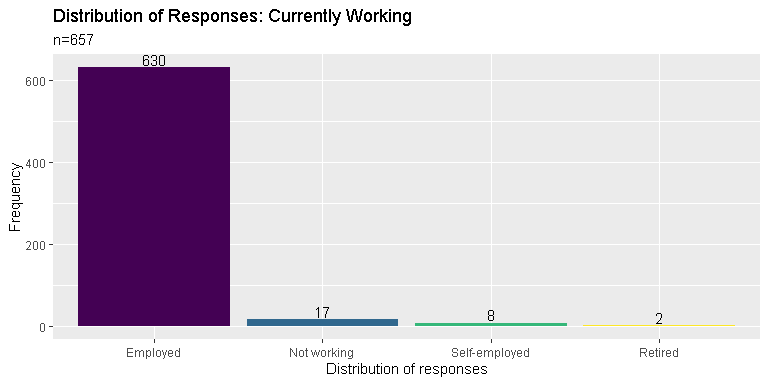 Distribution of Responses: Currently Working
n=657
630
600
400
Frequency
200
17
8
2
0
Employed
Not working
Self-employed
Retired
Distribution of responses